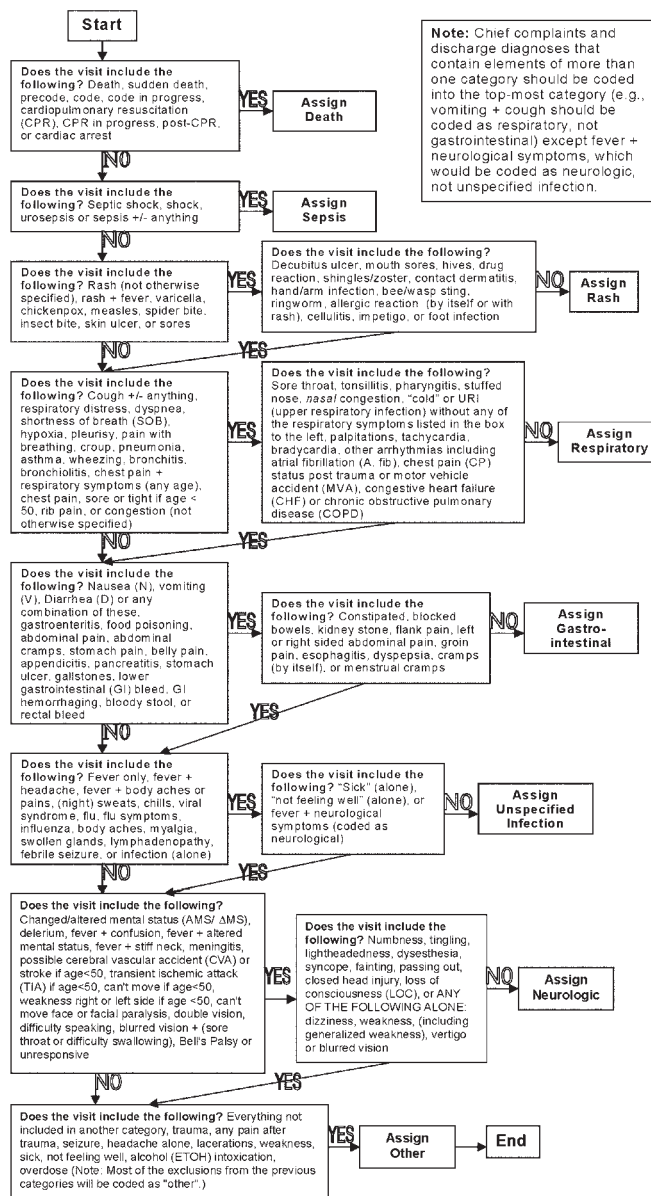 Start
Note: Chief complaints and
discharge diagnoses that
contain elements of more than
one category should be coded
into the top-most category (e.g.,
vomiting + cough should be
coded as respiratory, not
gastrointestinal) except fever +
neurological symptoms, which
would be coded as neurologic,
not unspecified infection.
Does the visit include the
following? Death, sudden death,
precode, code, code in progress,
cardiopulmonary resuscitation
(CPR), CPR in progress, post-CPR,
or cardiac arrest
YES
Assign
Death
NO
Does the visit include the
following? Septic shock, shock,
urosepsis or sepsis +/- anything
YES
Assign
Sepsis
NO
Does the visit include the
following? Rash (not otherwise
specified), rash + fever, varicella,
chickenpox, measles, spider bite,
insect bite, skin ulcer, or sores
YES
Does the visit include the following?
Decubitus ulcer, mouth sores, hives, drug
reaction, shingles/zoster, contact dermatitis,
hand/arm infection, bee/wasp sting,
ringworm, allergic reaction (by itself or with
rash), cellulitis, impetigo, or foot infection
NO
Assign
Rash
NO
YES
Does the visit include the
following? Cough +/- anything,
respiratory distress, dyspnea,
shortness of breath (SOB),
hypoxia, pleurisy, pain with
breathing, croup, pneumonia,
asthma, wheezing, bronchitis,
bronchiolitis, chest pain +
respiratory symptoms (any age),
chest pain, sore or tight if age <
50, rib pain, or congestion (not
otherwise specified)
YES
Does the visit include the following?
Sore throat, tonsillitis, pharyngitis, stuffed
nose, nasal congestion, "cold" or URI
(upper respiratory infection) without any of
the respiratory symptoms listed in the box
to the left, palpitations, tachycardia,
bradycardia, other arrhythmias including
atrial fibrillation (A. fib), chest pain (CP)
status post trauma or motor vehicle
accident (MVA), congestive heart failure
(CHF) or chronic obstructive pulmonary
disease (COPD)
NO
Assign
Respiratory
NO
YES
Does the visit include the
following? Nausea (N), vomiting
(V), Diarrhea (D) or any
combination of these,
gastroenteritis, food poisoning,
abdominal pain, abdominal
cramps, stomach pain, belly pain,
appendicitis, pancreatitis, stomach
ulcer, gallstones, lower
gastrointestinal (GI) bleed, GI
hemorrhaging, bloody stool, or
rectal bleed
YES
Does the visit include the
following? Constipated, blocked
bowels, kidney stone, flank pain, left
or right sided abdominal pain, groin
pain, esophagitis, dyspepsia, cramps
(by itself), or menstrual cramps
NO
Assign
Gastro-
intestinal
NO
YES
Does the visit include the
following? Fever only, fever +
headache, fever + body aches or
pains, (night) sweats, chills, viral
syndrome, flu, flu symptoms,
influenza, body aches, myalgia,
swollen glands, lymphadenopathy,
febrile seizure, or infection (alone)
YES
Does the visit include the
following? "Sick" (alone),
"not feeling well" (alone), or
fever + neurological
symptoms (coded as
neurological)
NO
Assign
Unspecified
Infection
NO
YES
Does the visit include the following?
Changed/altered mental status (AMS/ ΔMS),
delerium, fever + confusion, fever + altered
mental status, fever + stiff neck, meningitis,
possible cerebral vascular accident (CVA) or
stroke if age<50, transient ischemic attack
(TIA) if age<50, can't move if age<50,
weakness right or left side if age <50, can't
move face or facial paralysis, double vision,
difficulty speaking, blurred vision + (sore
throat or difficulty swallowing), Bell's Palsy or
unresponsive
YES
Does the visit include the
following? Numbness, tingling,
lightheadedness, dysesthesia,
syncope, fainting, passing out,
closed head injury, loss of
consciousness (LOC), or ANY
OF THE FOLLOWING ALONE:
dizziness, weakness, (including
generalized weakness), vertigo
or blurred vision
NO
Assign
Neurologic
NO
YES
Does the visit include the following? Everything not
included in another category, trauma, any pain after
trauma, seizure, headache alone, lacerations, weakness,
sick, not feeling well, alcohol (ETOH) intoxication,
overdose (Note: Most of the exclusions from the previous
categories will be coded as "other".)
YES
Assign
Other
End